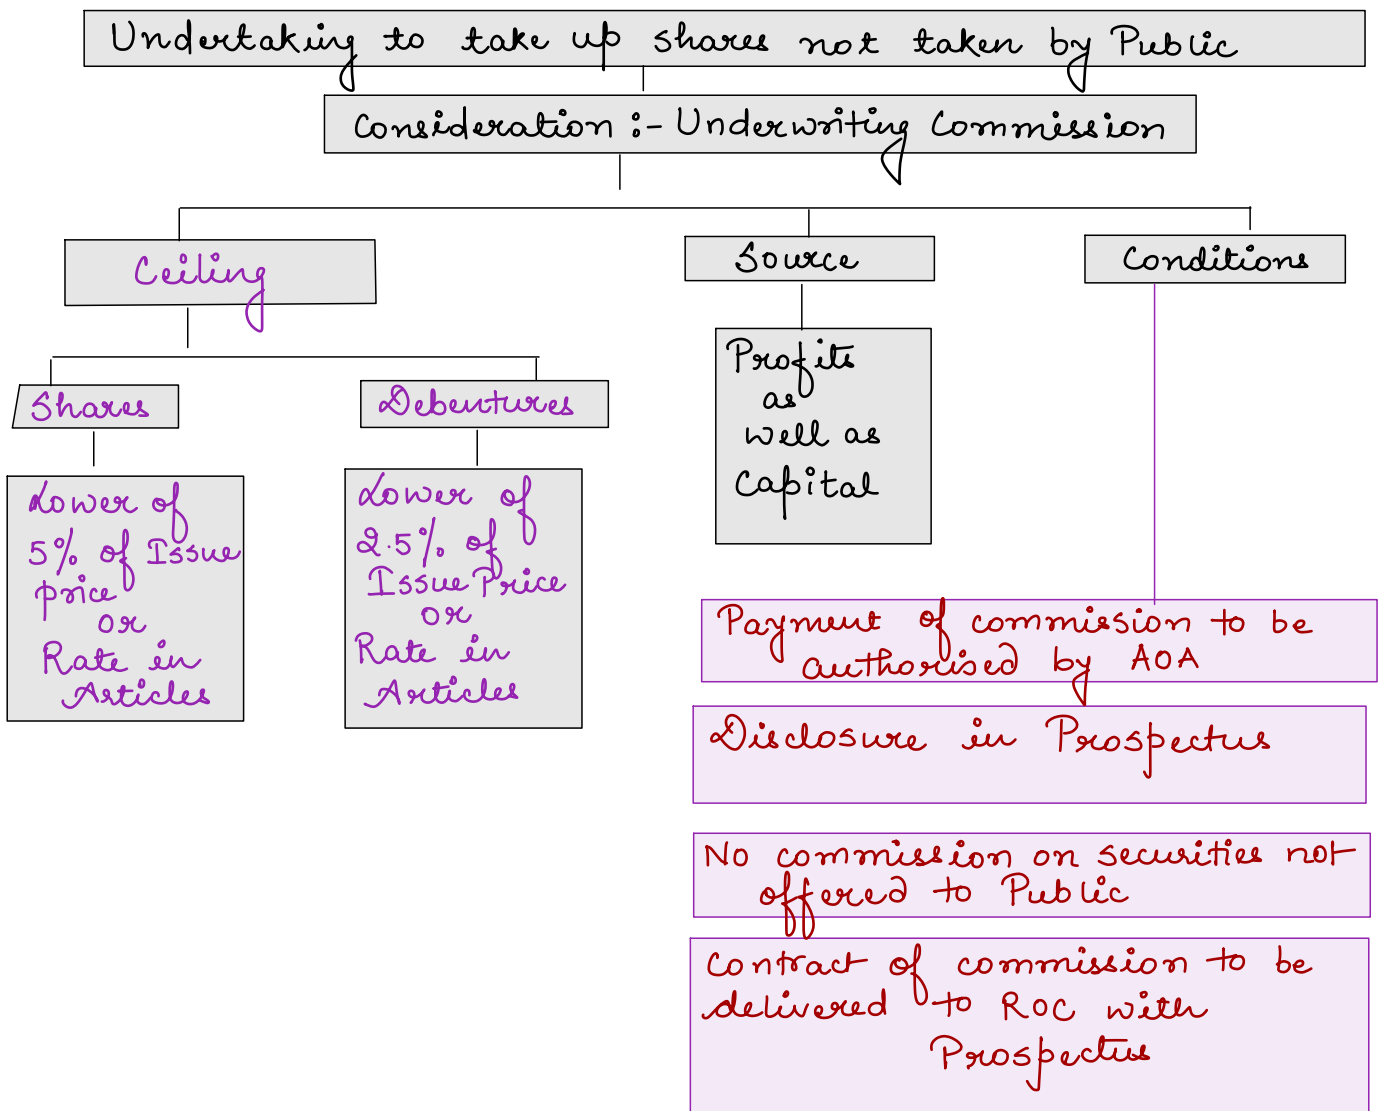 Undertaking to take up shares not taken by Public
Consideration :- Underwriting Commission
Ceiling
Source
Conditions
Shares
Debentures
Lower of
5% of Issue
price
or
Rate in
Articles
Lower of
2.5% of
Issue Price
or
Rate in
Articles
Profits
as
well as
Capital
Payment of commission to be
authorised by AOA
Disclosure in Prospectus
No commission on securities not
offered to Public
Contract of commission to be
delivered to ROC with
Prospectus